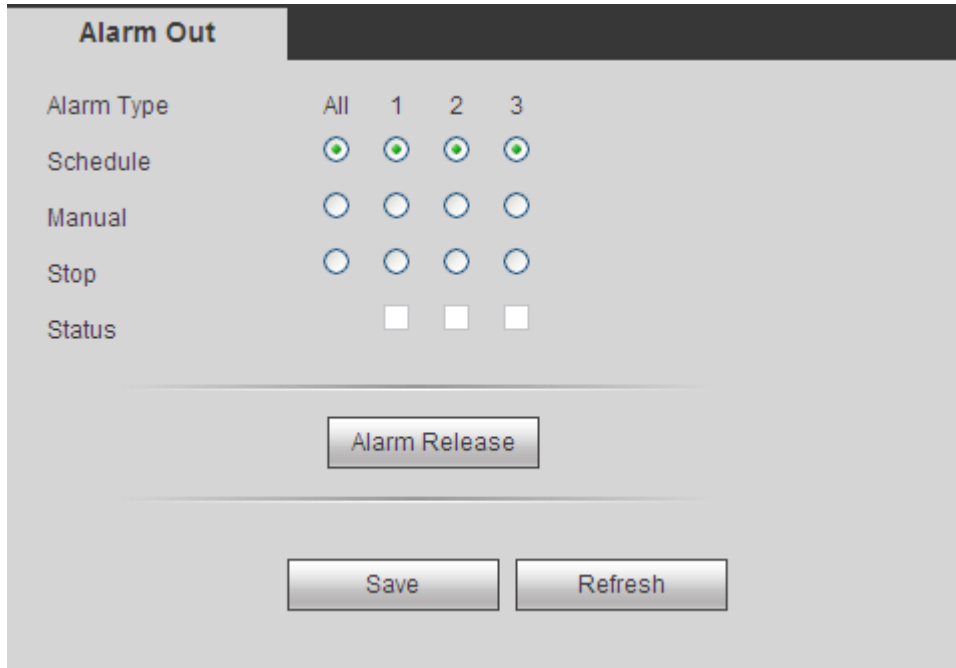 Alarm Out
Alarm Type All 1 2 3
Schedule
Manual
Stop
Status
Alarm Release
Save Refresh